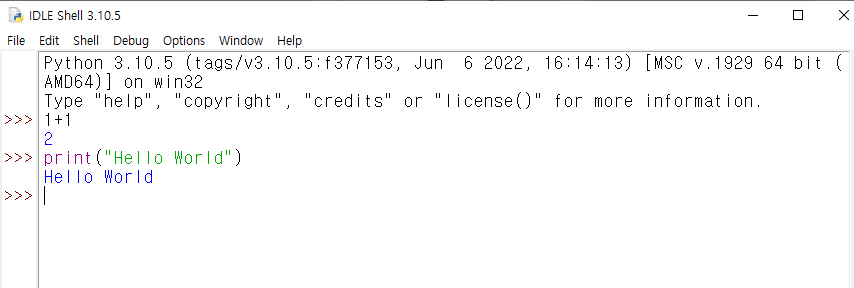 IDLE Shell 3.10.5
File Edit Shell Debug Options Window Help
Python 3.10.5 (tags/v3.10.5:f377153, Jun  6 2022, 16:14:13) [MSC v.1929 64 bit (
AMD64)] on win32
Type "help", "copyright", "credits" or "license()" for more information.
>>> 1+1
2
>>> print("Hello World")
Hello World
>>>